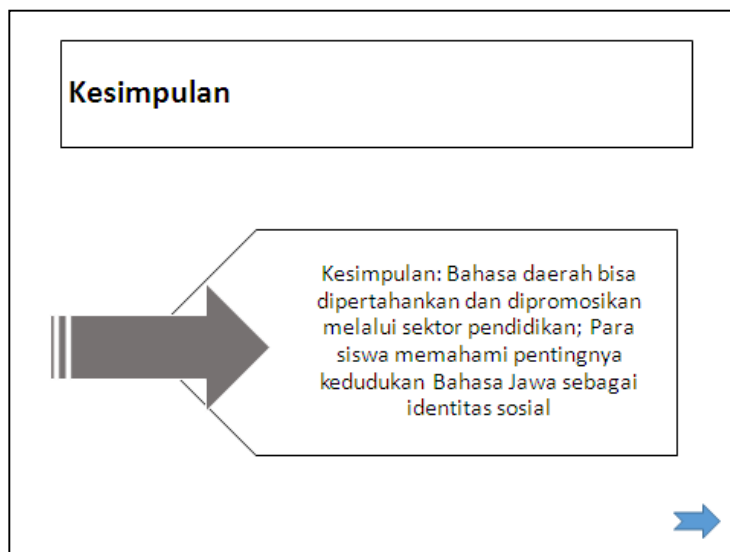 Kesimpulan
Kesimpulan: Bahasa daerah bisa
dipertahankan dan dipromosikan
melalui sektor pendidikan; Para
siswa memahami pentingnya
kedudukan Bahasa Jawa sebagai
identitas sosial